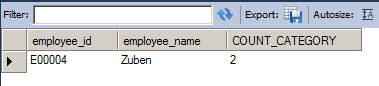 Filter: Export: Autosize:
employee_id employee_name COUNT_CATEGORY
E00004 Zuben 2